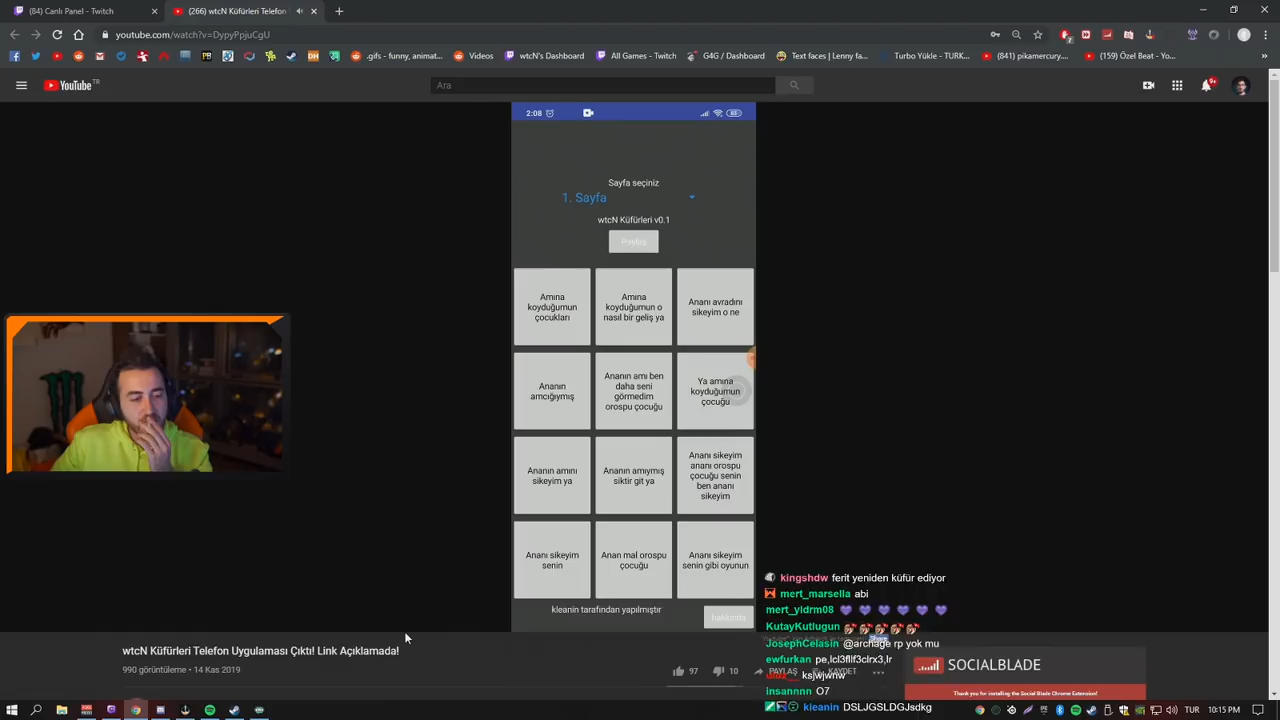 (84) Canlı Panel - Twitch
(266) wtcN Küfürleri Telefon
youtube.com/watch?v=DypyPpjuCgU
.gifs - funny, animat...
Videos
wtcN's Dashboard
All Games - Twitch
G4G / Dashboard
Text faces | Lenny fa...
Turbo Yükle - TURK...
(841) pikamercury....
(159) Özel Beat - Yo...
YouTube TR
Ara
9+
2:08
Sayfa seçiniz
1. Sayfa
wtcN Küfürleri v0.1
Paylaş
Amına koyduğumun çocukları
Amına koyduğumun o nasıl bir geliş ya
Ananı avradını sikeyim o ne
Ananın amcığıymış
Ananın amı ben daha seni görmedim orospu çocuğu
Ya amına koyduğumun çocuğu
Ananın amını sikeyim ya
Ananın amıymış siktir git ya
Ananı sikeyim ananı orospu çocuğu senin ben ananı sikeyim
Ananı sikeyim senin
Anan mal orospu çocuğu
Ananı sikeyim senin gibi oyunun
kleanin tarafından yapılmıştır
hakkında
kingshdw ferit yeniden küfür ediyor
mert_marsella abi
mert_yldrm08
KutayKutlugun
JosephCelasin @archage rp yok mu
ewfurkan pe,lcl3flif3clrx3,lr
ksjwjwnw
insannnn O7
kleanin DSLJGSLDGJsdkg
wtcN Küfürleri Telefon Uygulaması Çıktı! Link Açıklamada!
990 görüntüleme • 14 Kas 2019
97
10
PAYLAŞ
KAYDET
SOCIALBLADE
Thank you for installing the Social Blade Chrome Extension!
TUR
10:15 PM